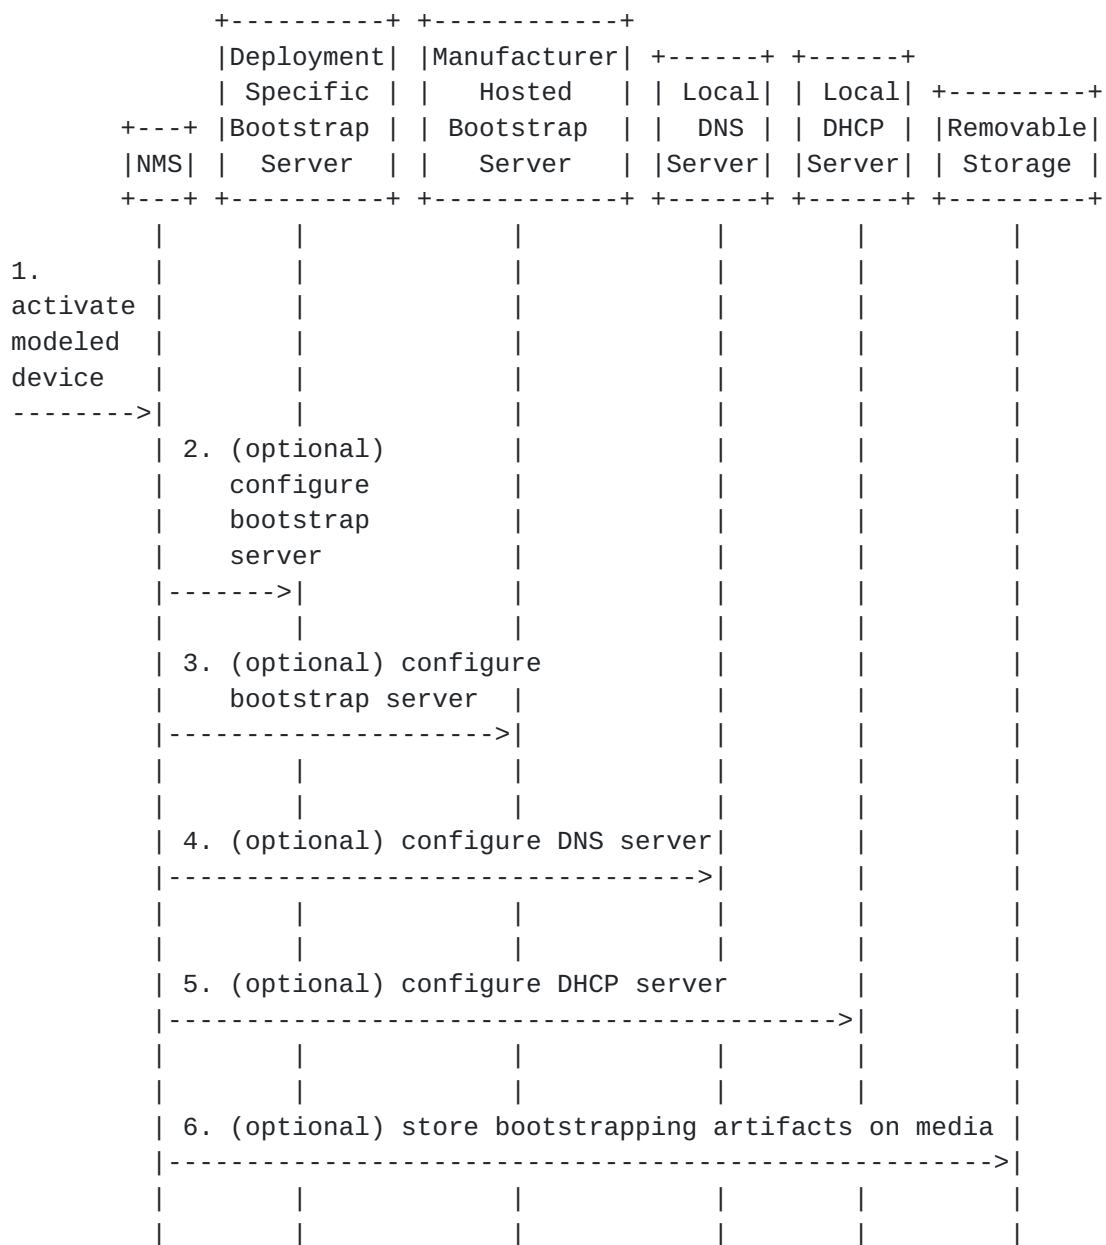 +----------+ +------------+
             |Deployment| |Manufacturer| +------+ +------+
             | Specific | |   Hosted   | | Local| | Local| +---------+
       +---+ |Bootstrap | | Bootstrap  | |  DNS | | DHCP | |Removable|
       |NMS| |  Server  | |   Server   | |Server| |Server| | Storage |
       +---+ +----------+ +------------+ +------+ +------+ +---------+
         |        |             |            |        |         |
1.       |        |             |            |        |         |
activate |        |             |            |        |         |
modeled  |        |             |            |        |         |
device   |        |             |            |        |         |
-------->|        |             |            |        |         |
         | 2. (optional)        |            |        |         |
         |    configure         |            |        |         |
         |    bootstrap         |            |        |         |
         |    server            |            |        |         |
         |------->|             |            |        |         |
         |        |             |            |        |         |
         | 3. (optional) configure           |        |         |
         |    bootstrap server  |            |        |         |
         |--------------------->|            |        |         |
         |        |             |            |        |         |
         |        |             |            |        |         |
         | 4. (optional) configure DNS server|        |         |
         |---------------------------------->|        |         |
         |        |             |            |        |         |
         |        |             |            |        |         |
         | 5. (optional) configure DHCP server        |         |
         |------------------------------------------->|         |
         |        |             |            |        |         |
         |        |             |            |        |         |
         | 6. (optional) store bootstrapping artifacts on media |
         |----------------------------------------------------->|
         |        |             |            |        |         |
         |        |             |            |        |         |